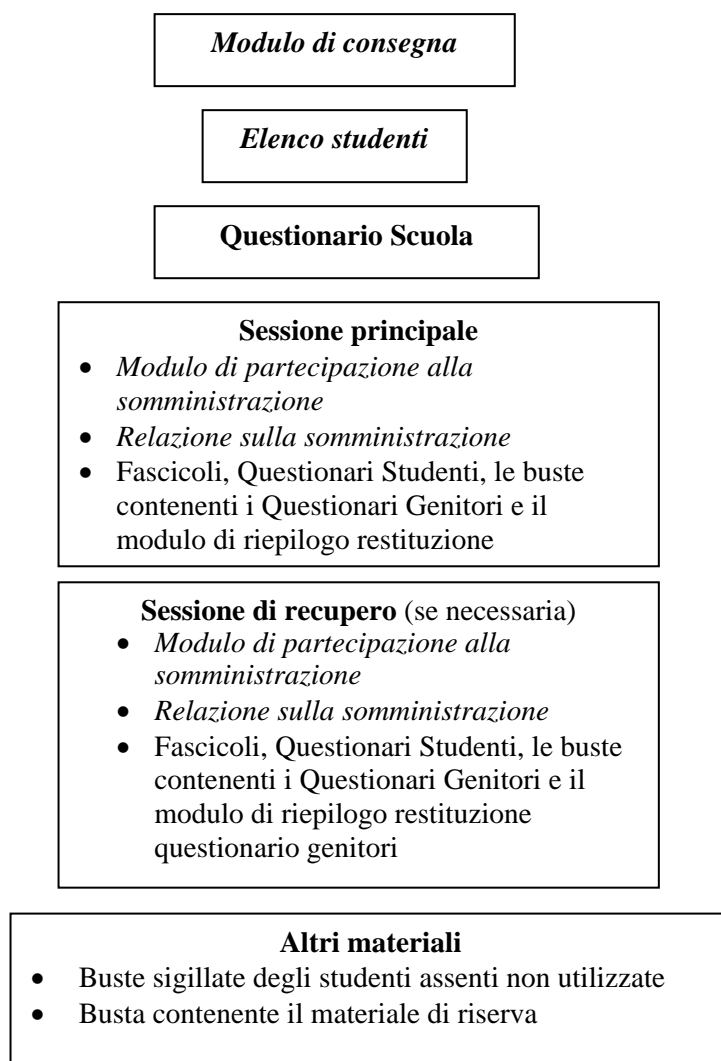 Modulo di consegna
Elenco studenti
Questionario Scuola
Sessione principale
• Modulo di partecipazione alla
somministrazione
• Relazione sulla somministrazione
• Fascicoli, Questionari Studenti, le buste
contenenti i Questionari Genitori e il
modulo di riepilogo restituzione
Sessione di recupero (se necessaria)
• Modulo di partecipazione alla
somministrazione
• Relazione sulla somministrazione
• Fascicoli, Questionari Studenti, le buste
contenenti i Questionari Genitori e il
modulo di riepilogo restituzione
questionario genitori
Altri materiali
• Buste sigillate degli studenti assenti non utilizzate
• Busta contenente il materiale di riserva